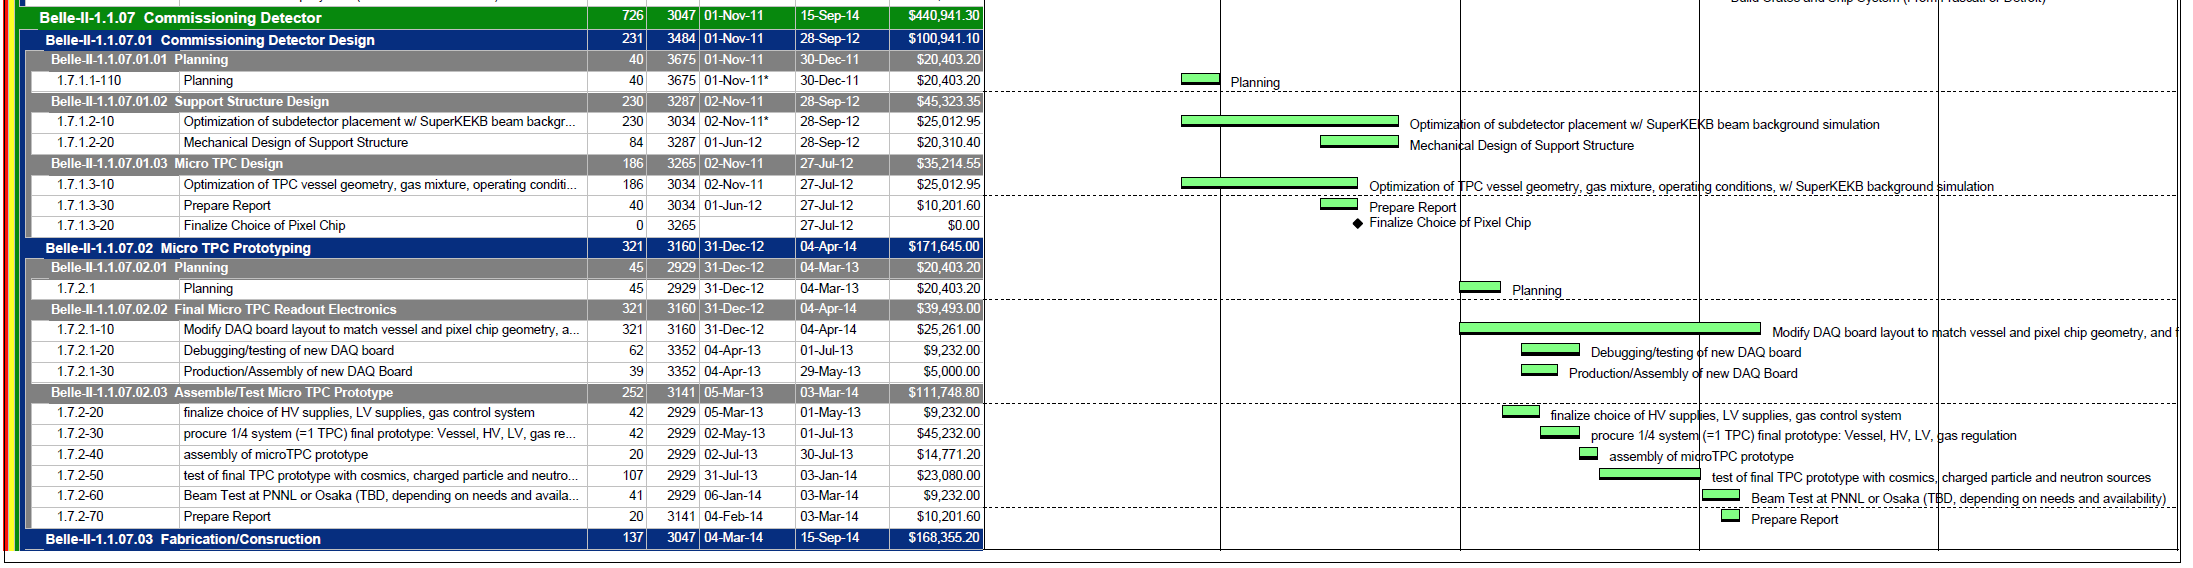 Build Crates and Ship System (From Frascati or Detroit)
Belle-II-1.1.07 Commissioning Detector 726 3047 01-Nov-11 15-Sep-14 $440,941.30
Belle-II-1.1.07.01 Commissioning Detector Design 231 3484 01-Nov-11 28-Sep-12 $100,941.10
Belle-II-1.1.07.01.01 Planning 40 3675 01-Nov-11 30-Dec-11 $20,403.20
1.7.1.1-110 Planning 40 3675 01-Nov-11* 30-Dec-11 $20,403.20 Planning
Belle-II-1.1.07.01.02 Support Structure Design 230 3287 02-Nov-11 28-Sep-12 $45,323.35
1.7.1.2-10 Optimization of subdetector placement w/ SuperKEKB beam backgr... 230 3034 02-Nov-11* 28-Sep-12 $25,012.95 Optimization of subdetector placement w/ SuperKEKB beam background simulation
1.7.1.2-20 Mechanical Design of Support Structure 84 3287 01-Jun-12 28-Sep-12 $20,310.40 Mechanical Design of Support Structure
Belle-II-1.1.07.01.03 Micro TPC Design 186 3265 02-Nov-11 27-Jul-12 $35,214.55
1.7.1.3-10 Optimization of TPC vessel geometry, gas mixture, operating conditi... 186 3034 02-Nov-11 27-Jul-12 $25,012.95 Optimization of TPC vessel geometry, gas mixture, operating conditions, w/ SuperKEKB background simulation
1.7.1.3-30 Prepare Report 40 3034 01-Jun-12 27-Jul-12 $10,201.60 Prepare Report
1.7.1.3-20 Finalize Choice of Pixel Chip 0 3265 27-Jul-12 $0.00 Finalize Choice of Pixel Chip
Belle-II-1.1.07.02 Micro TPC Prototyping 321 3160 31-Dec-12 04-Apr-14 $171,645.00
Belle-II-1.1.07.02.01 Planning 45 2929 31-Dec-12 04-Mar-13 $20,403.20
1.7.2.1 Planning 45 2929 31-Dec-12 04-Mar-13 $20,403.20 Planning
Belle-II-1.1.07.02.02 Final Micro TPC Readout Electronics 321 3160 31-Dec-12 04-Apr-14 $39,493.00
1.7.2.1-10 Modify DAQ board layout to match vessel and pixel chip geometry, a... 321 3160 31-Dec-12 04-Apr-14 $25,261.00 Modify DAQ board layout to match vessel and pixel chip geometry, and f
1.7.2.1-20 Debugging/testing of new DAQ board 62 3352 04-Apr-13 01-Jul-13 $9,232.00 Debugging/testing of new DAQ board
1.7.2.1-30 Production/Assembly of new DAQ Board 39 3352 04-Apr-13 29-May-13 $5,000.00 Production/Assembly of new DAQ Board
Belle-II-1.1.07.02.03 Assemble/Test Micro TPC Prototype 252 3141 05-Mar-13 03-Mar-14 $111,748.80
1.7.2-20 finalize choice of HV supplies, LV supplies, gas control system 42 2929 05-Mar-13 01-May-13 $9,232.00 finalize choice of HV supplies, LV supplies, gas control system
1.7.2-30 procure 1/4 system (=1 TPC) final prototype: Vessel, HV, LV, gas re... 42 2929 02-May-13 01-Jul-13 $45,232.00 procure 1/4 system (=1 TPC) final prototype: Vessel, HV, LV, gas regulation
1.7.2-40 assembly of microTPC prototype 20 2929 02-Jul-13 30-Jul-13 $14,771.20 assembly of microTPC prototype
1.7.2-50 test of final TPC prototype with cosmics, charged particle and neutro... 107 2929 31-Jul-13 03-Jan-14 $23,080.00 test of final TPC prototype with cosmics, charged particle and neutron sources
1.7.2-60 Beam Test at PNNL or Osaka (TBD, depending on needs and availa... 41 2929 06-Jan-14 03-Mar-14 $9,232.00 Beam Test at PNNL or Osaka (TBD, depending on needs and availability)
1.7.2-70 Prepare Report 20 3141 04-Feb-14 03-Mar-14 $10,201.60 Prepare Report
Belle-II-1.1.07.03 Fabrication/Consruction 137 3047 04-Mar-14 15-Sep-14 $168,355.20